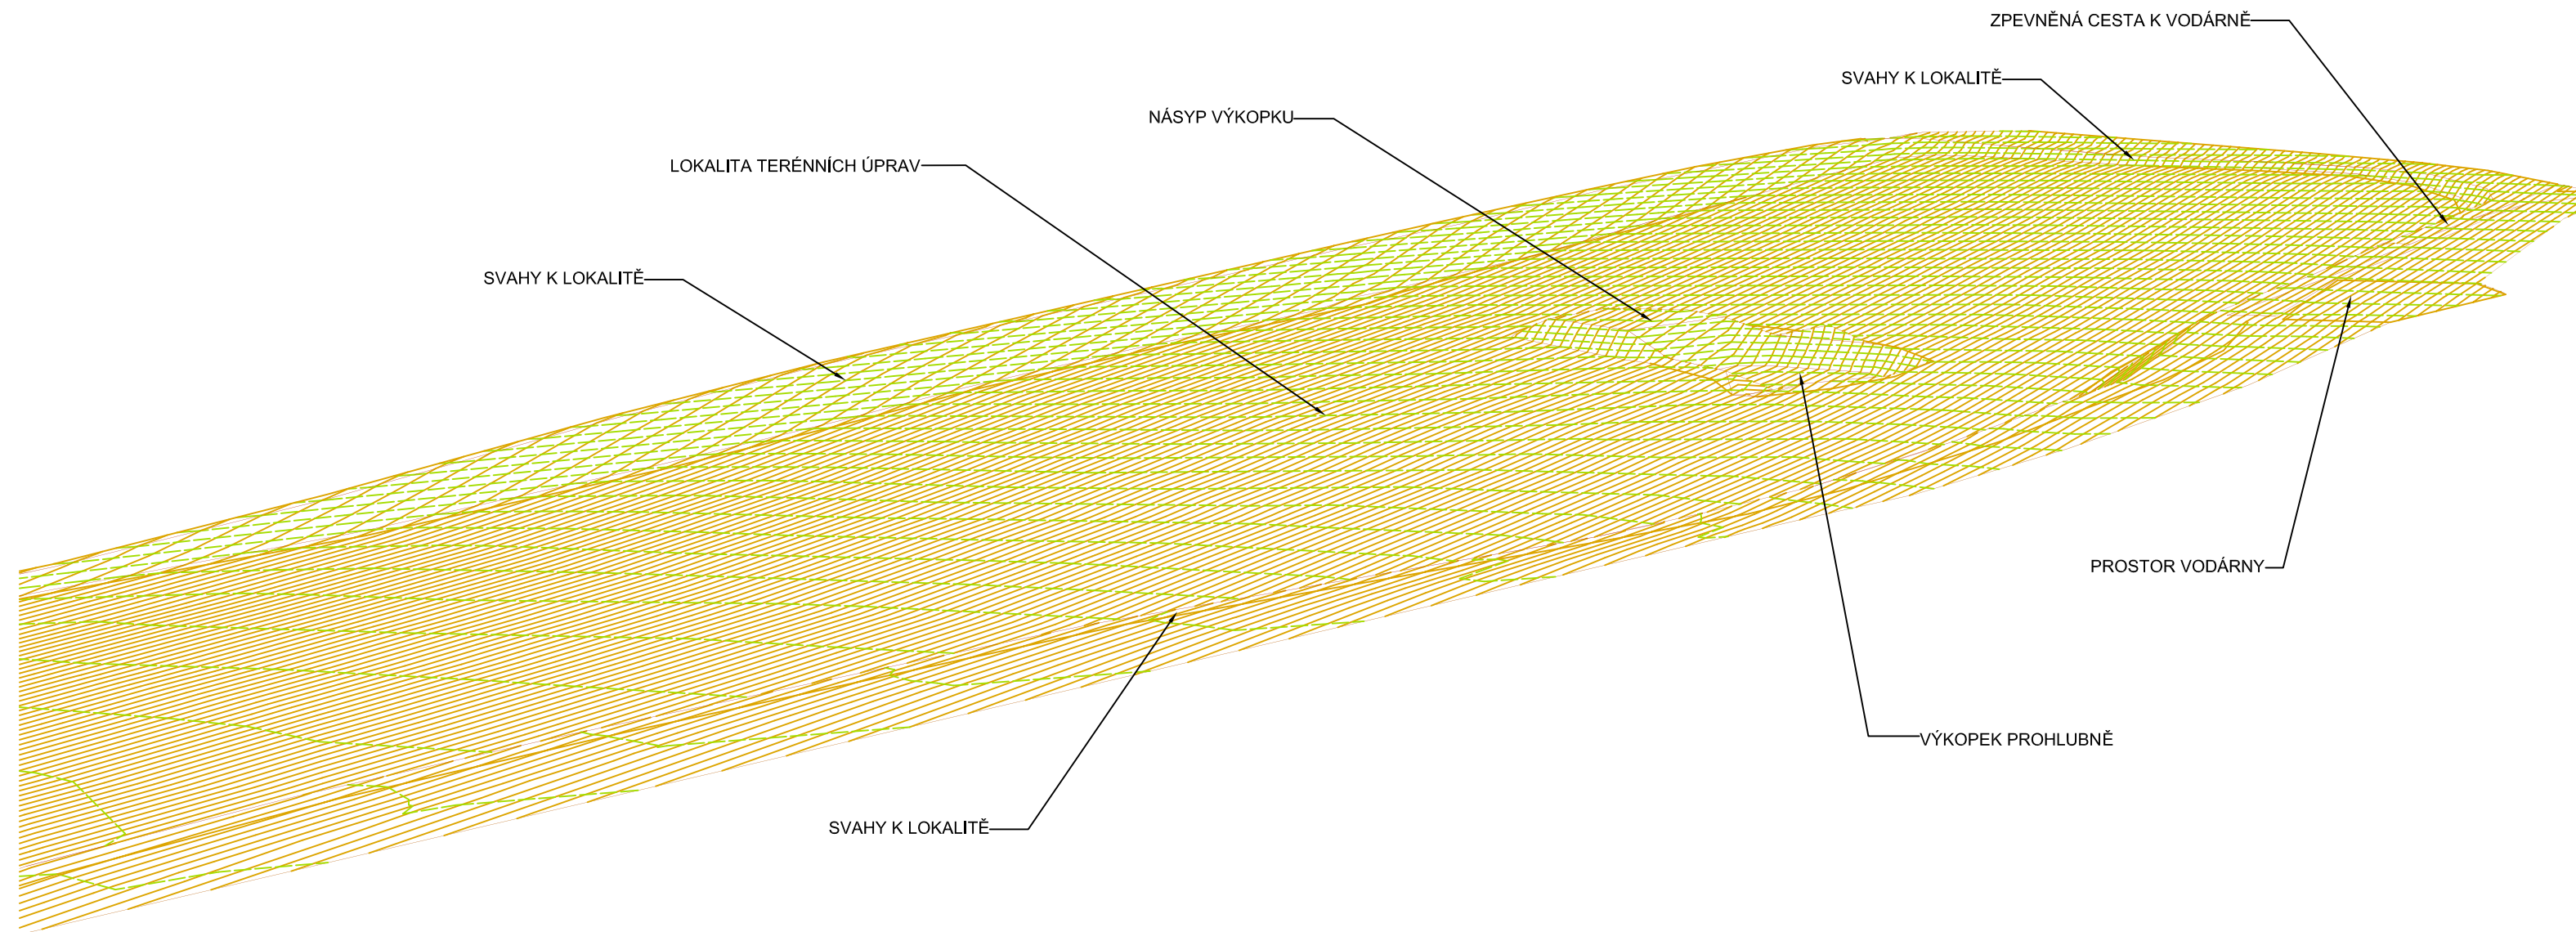 ZPEVNĚNÁ CESTA K VODÁRNĚ
SVAHY K LOKALITĚ
NÁSYP VÝKOPKU
LOKALITA TERÉNNÍCH ÚPRAV
SVAHY K LOKALITĚ
PROSTOR VODÁRNY
VÝKOPEK PROHLUBNĚ
SVAHY K LOKALITĚ